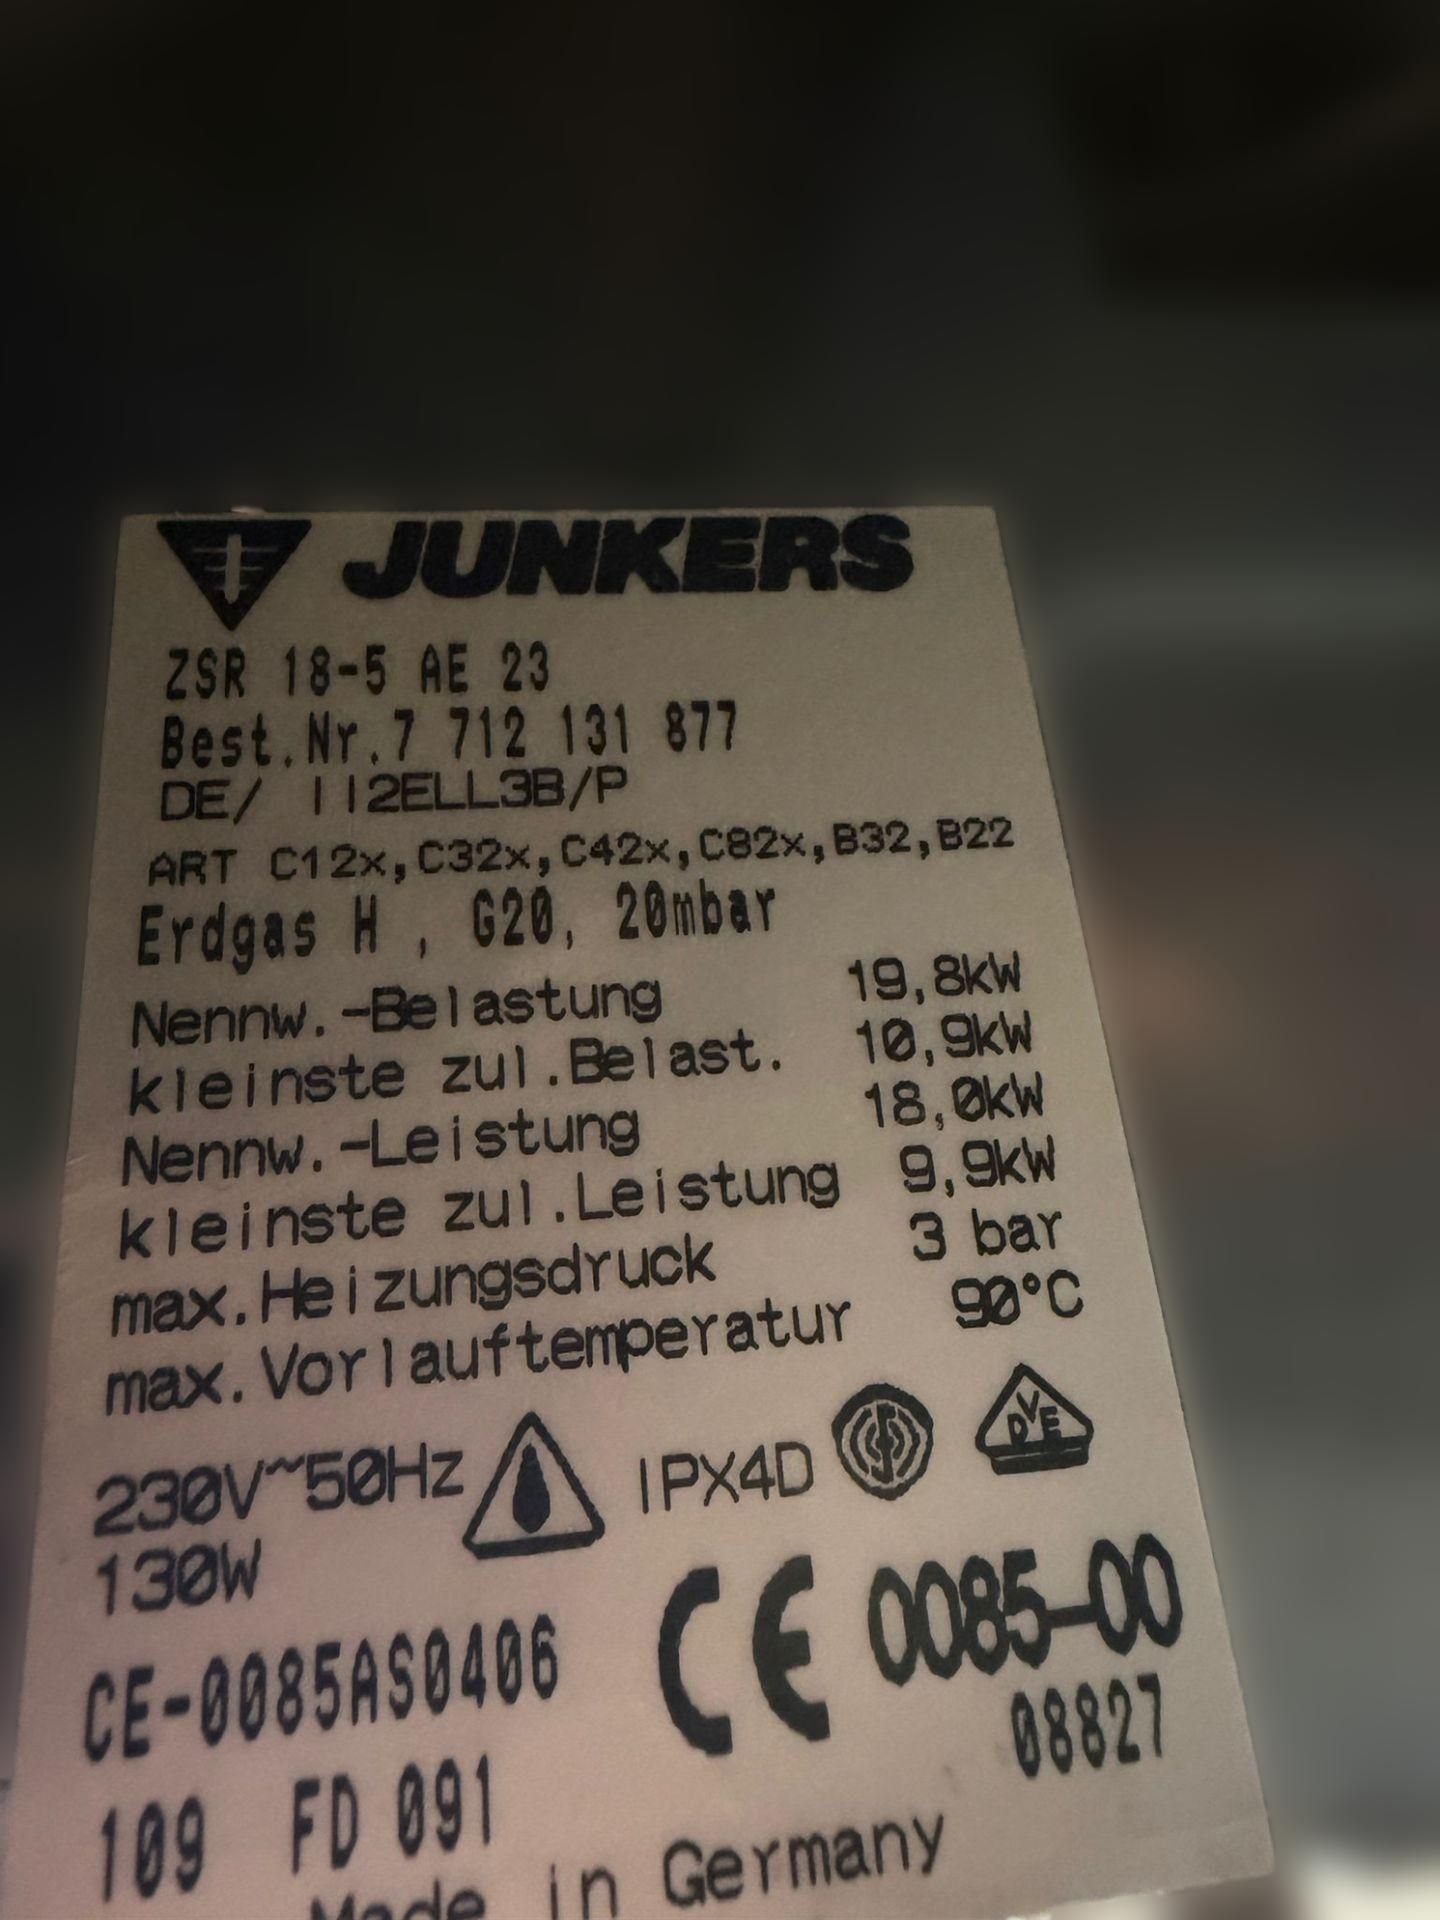 JUNKERS
ZSR 18-5 AE 23
Best.Nr.7 712 131 877
DE/ II2ELL3B/P
ART C12x,C32x,C42x,C82x,B32,B22
Erdgas H , G20, 20mbar
Nennw.-Belastung 19,8kW
kleinste zul.Belast. 10,9kW
Nennw.-Leistung 18,0kW
kleinste zul.Leistung 9,9kW
max.Heizungsdruck 3 bar
max.Vorlauftemperatur 90°C
230V~50Hz IPX4D DVE
130W
CE 0085-00
CE-0085AS0406
08827
109 FD 091
Made in Germany